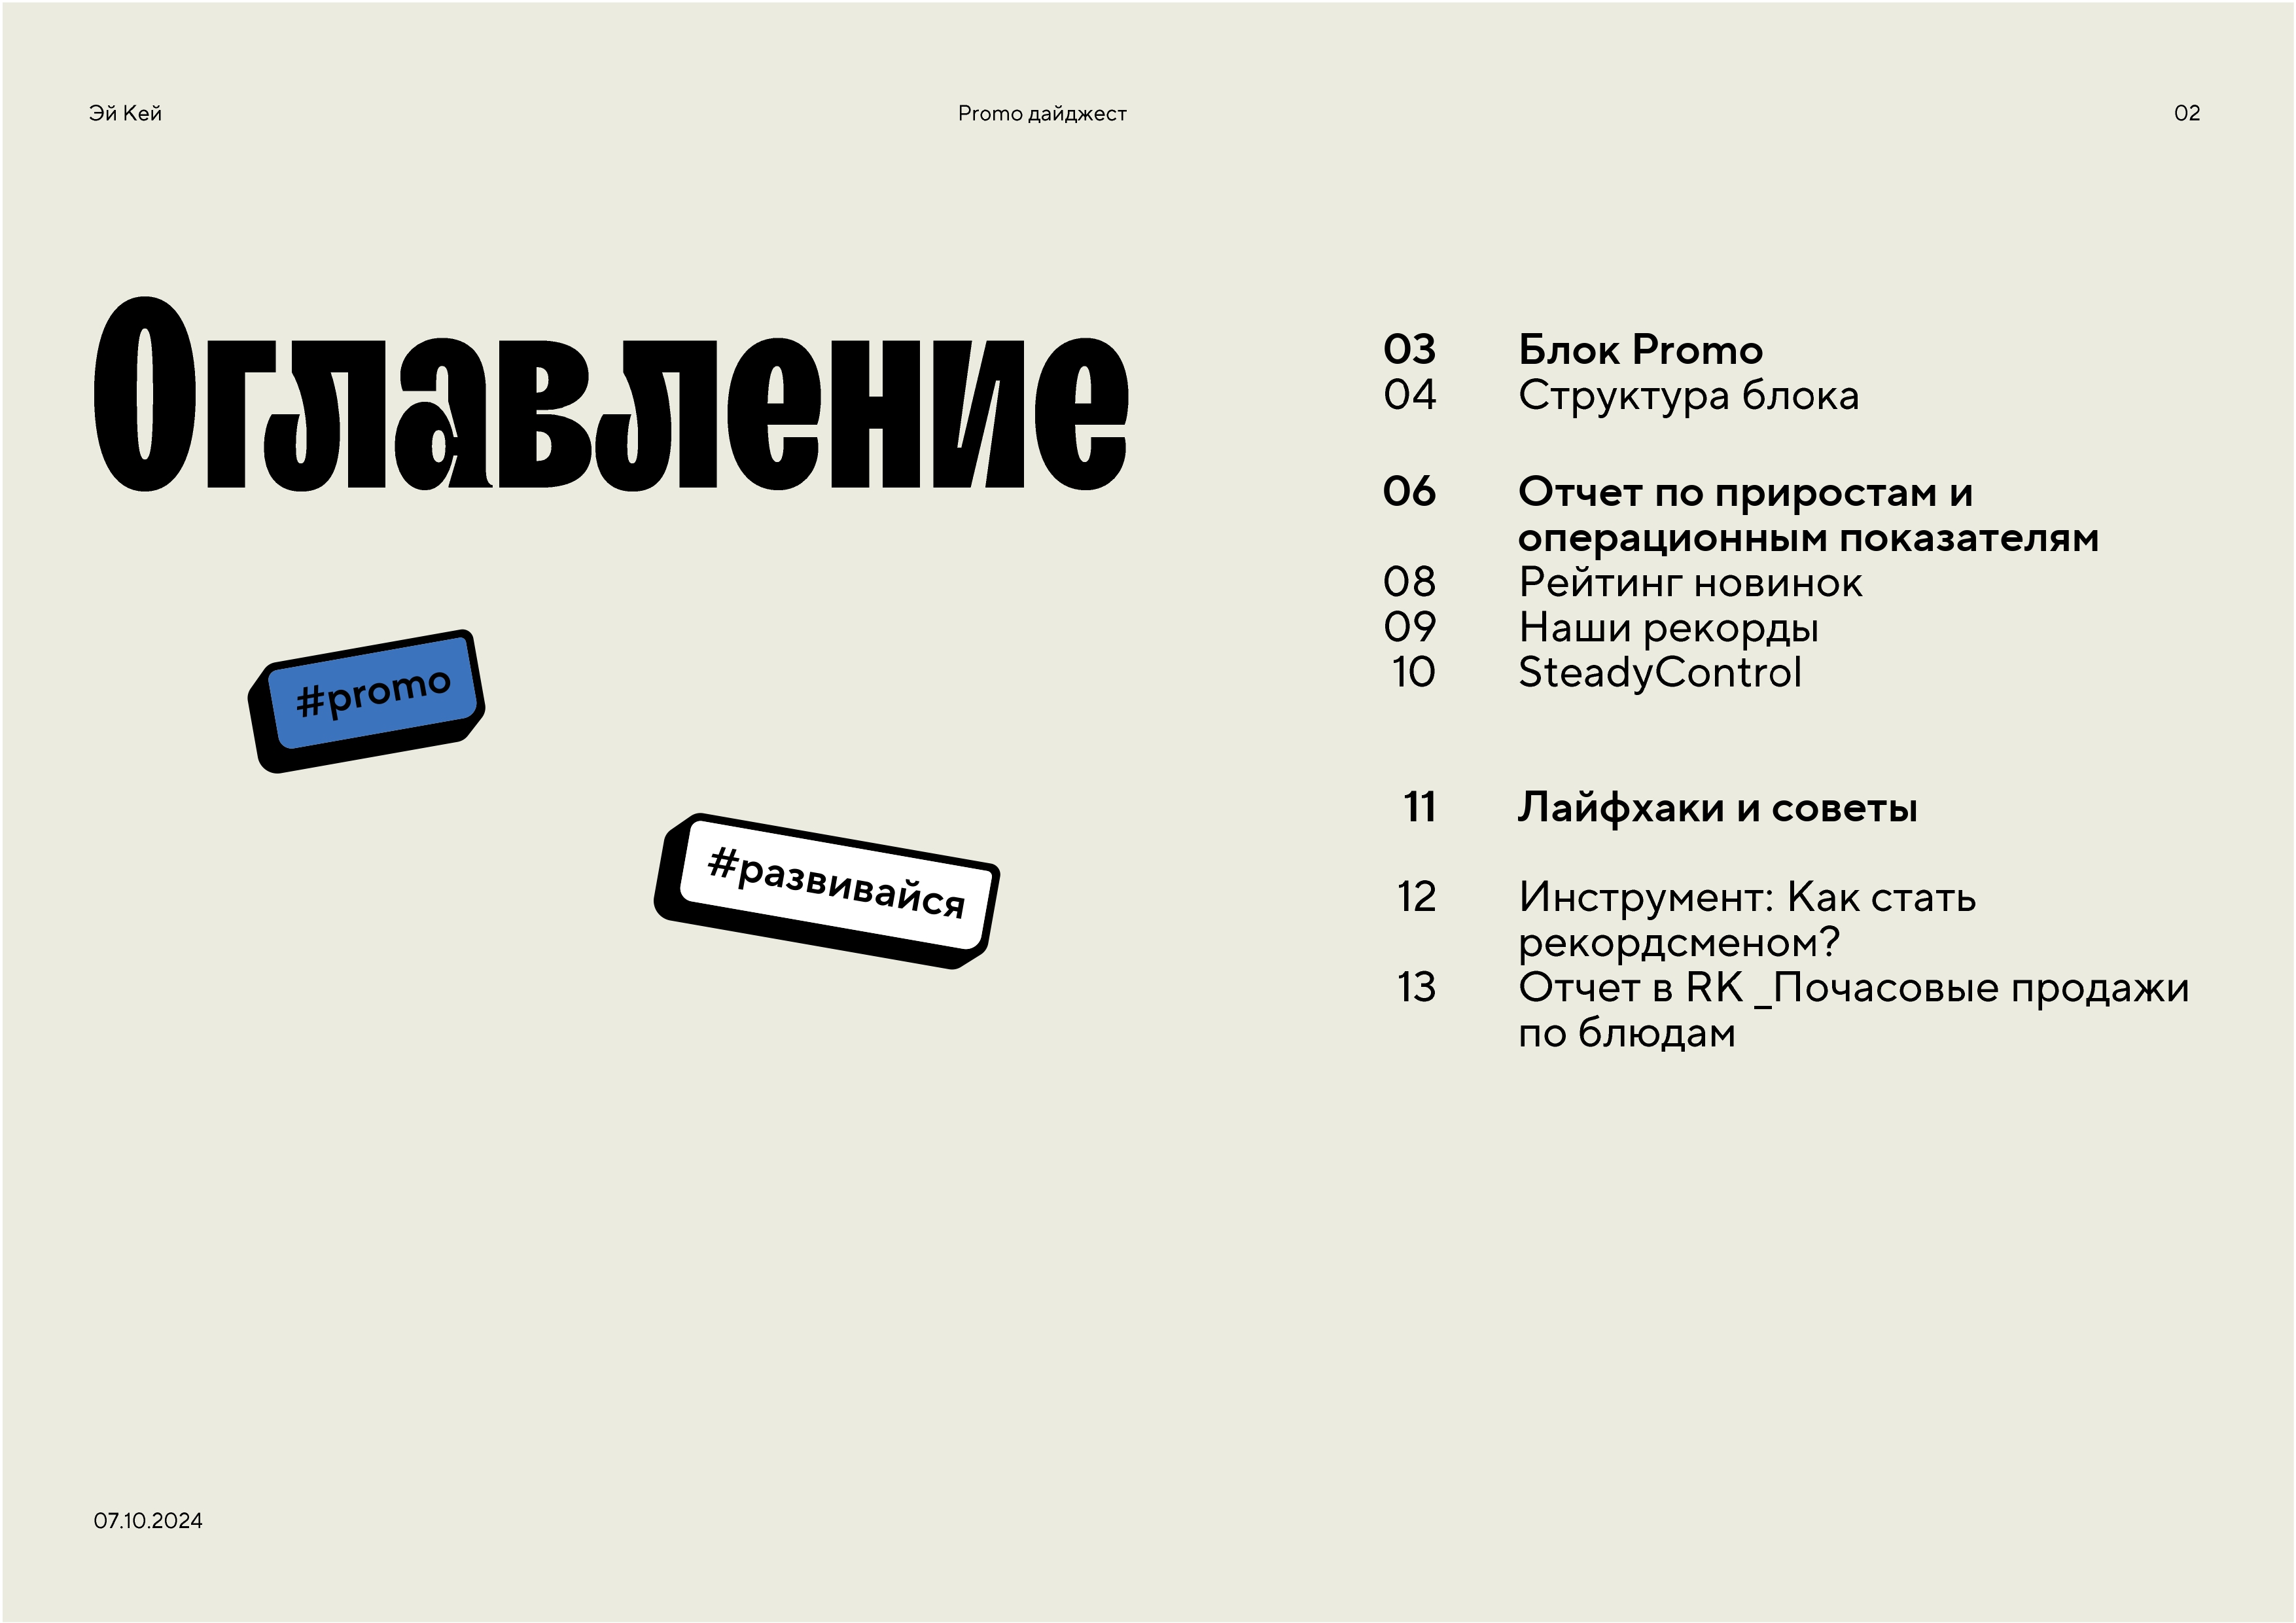 Эй Кей
Promo дайджест
02
Оглавление
#promo
#развивайся
03 Блок Promo
04 Структура блока
06 Отчет по приростам и
операционным показателям
08 Рейтинг новинок
09 Наши рекорды
10 SteadyControl
11 Лайфхаки и советы
12 Инструмент: Как стать
рекордсменом?
13 Отчет в RK _Почасовые продажи
по блюдам
07.10.2024